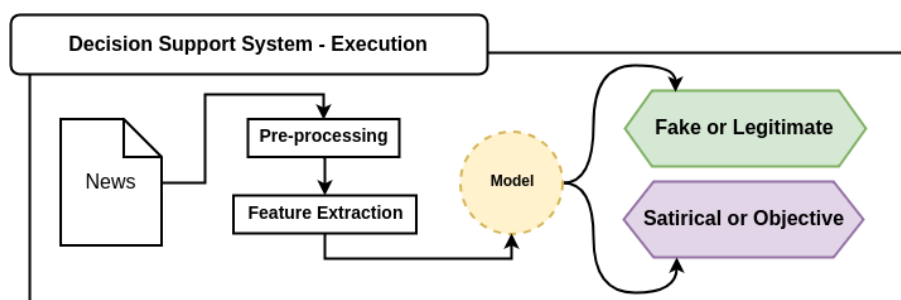 Decision Support System - Execution
News
Pre-processing
Feature Extraction
Model
Fake or Legitimate
Satirical or Objective